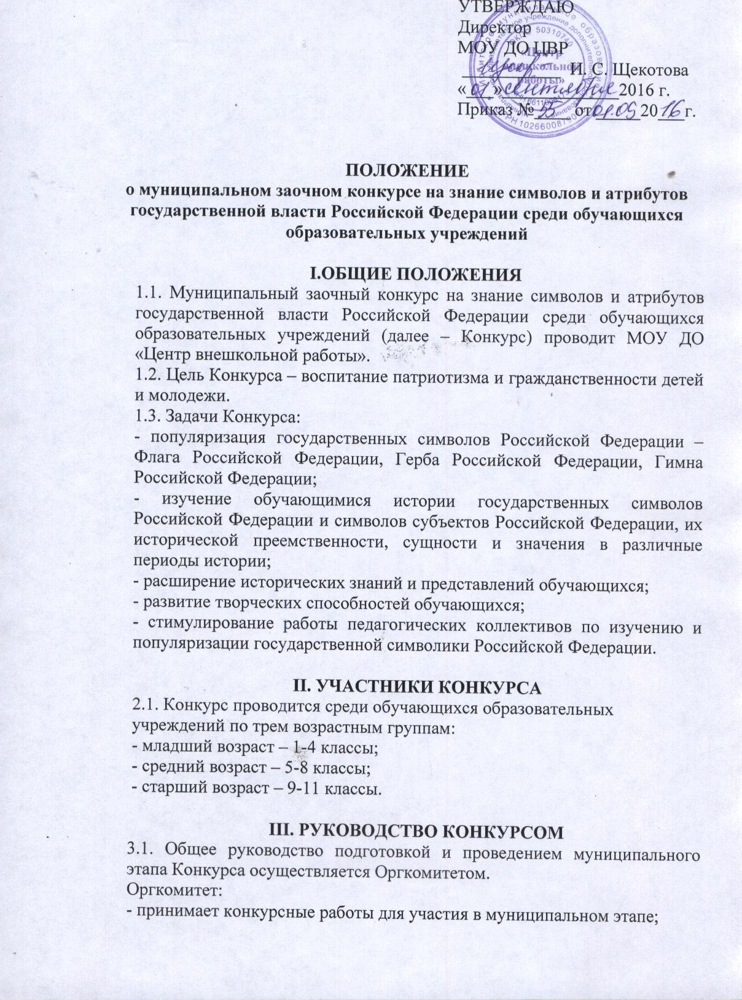 УТВЕРЖДАЮ
Директор
МОУ ДО ЦВР
И. С. Щекотова
«01» сентября 2016 г.
Приказ № 55 от 01.09 2016 г.
ОКПО 50310740
«Центр
внешкольной
работы»
ПОЛОЖЕНИЕ
о муниципальном заочном конкурсе на знание символов и атрибутов
государственной власти Российской Федерации среди обучающихся
образовательных учреждений
I.ОБЩИЕ ПОЛОЖЕНИЯ
1.1. Муниципальный заочный конкурс на знание символов и атрибутов
государственной власти Российской Федерации среди обучающихся
образовательных учреждений (далее – Конкурс) проводит МОУ ДО
«Центр внешкольной работы».
1.2. Цель Конкурса – воспитание патриотизма и гражданственности детей
и молодежи.
1.3. Задачи Конкурса:
- популяризация государственных символов Российской Федерации –
Флага Российской Федерации, Герба Российской Федерации, Гимна
Российской Федерации;
- изучение обучающимися истории государственных символов
Российской Федерации и символов субъектов Российской Федерации, их
исторической преемственности, сущности и значения в различные
периоды истории;
- расширение исторических знаний и представлений обучающихся;
- развитие творческих способностей обучающихся;
- стимулирование работы педагогических коллективов по изучению и
популяризации государственной символики Российской Федерации.
II. УЧАСТНИКИ КОНКУРСА
2.1. Конкурс проводится среди обучающихся образовательных
учреждений по трем возрастным группам:
- младший возраст – 1-4 классы;
- средний возраст – 5-8 классы;
- старший возраст – 9-11 классы.
III. РУКОВОДСТВО КОНКУРСОМ
3.1. Общее руководство подготовкой и проведением муниципального
этапа Конкурса осуществляется Оргкомитетом.
Оргкомитет:
- принимает конкурсные работы для участия в муниципальном этапе;